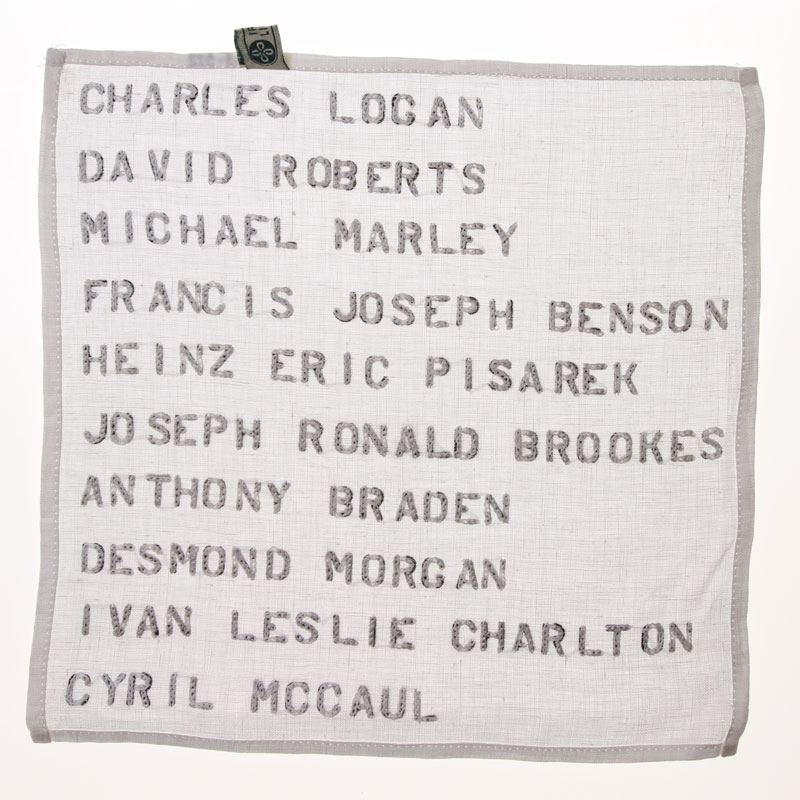 CHARLES LOGAN
DAVID ROBERTS
MICHAEL MARLEY
FRANCIS JOSEPH BENSON
HEINZ ERIC PISAREK
JOSEPH RONALD BROOKES
ANTHONY BRADEN
DESMOND MORGAN
IVAN LESLIE CHARLTON
CYRIL MCCAUL